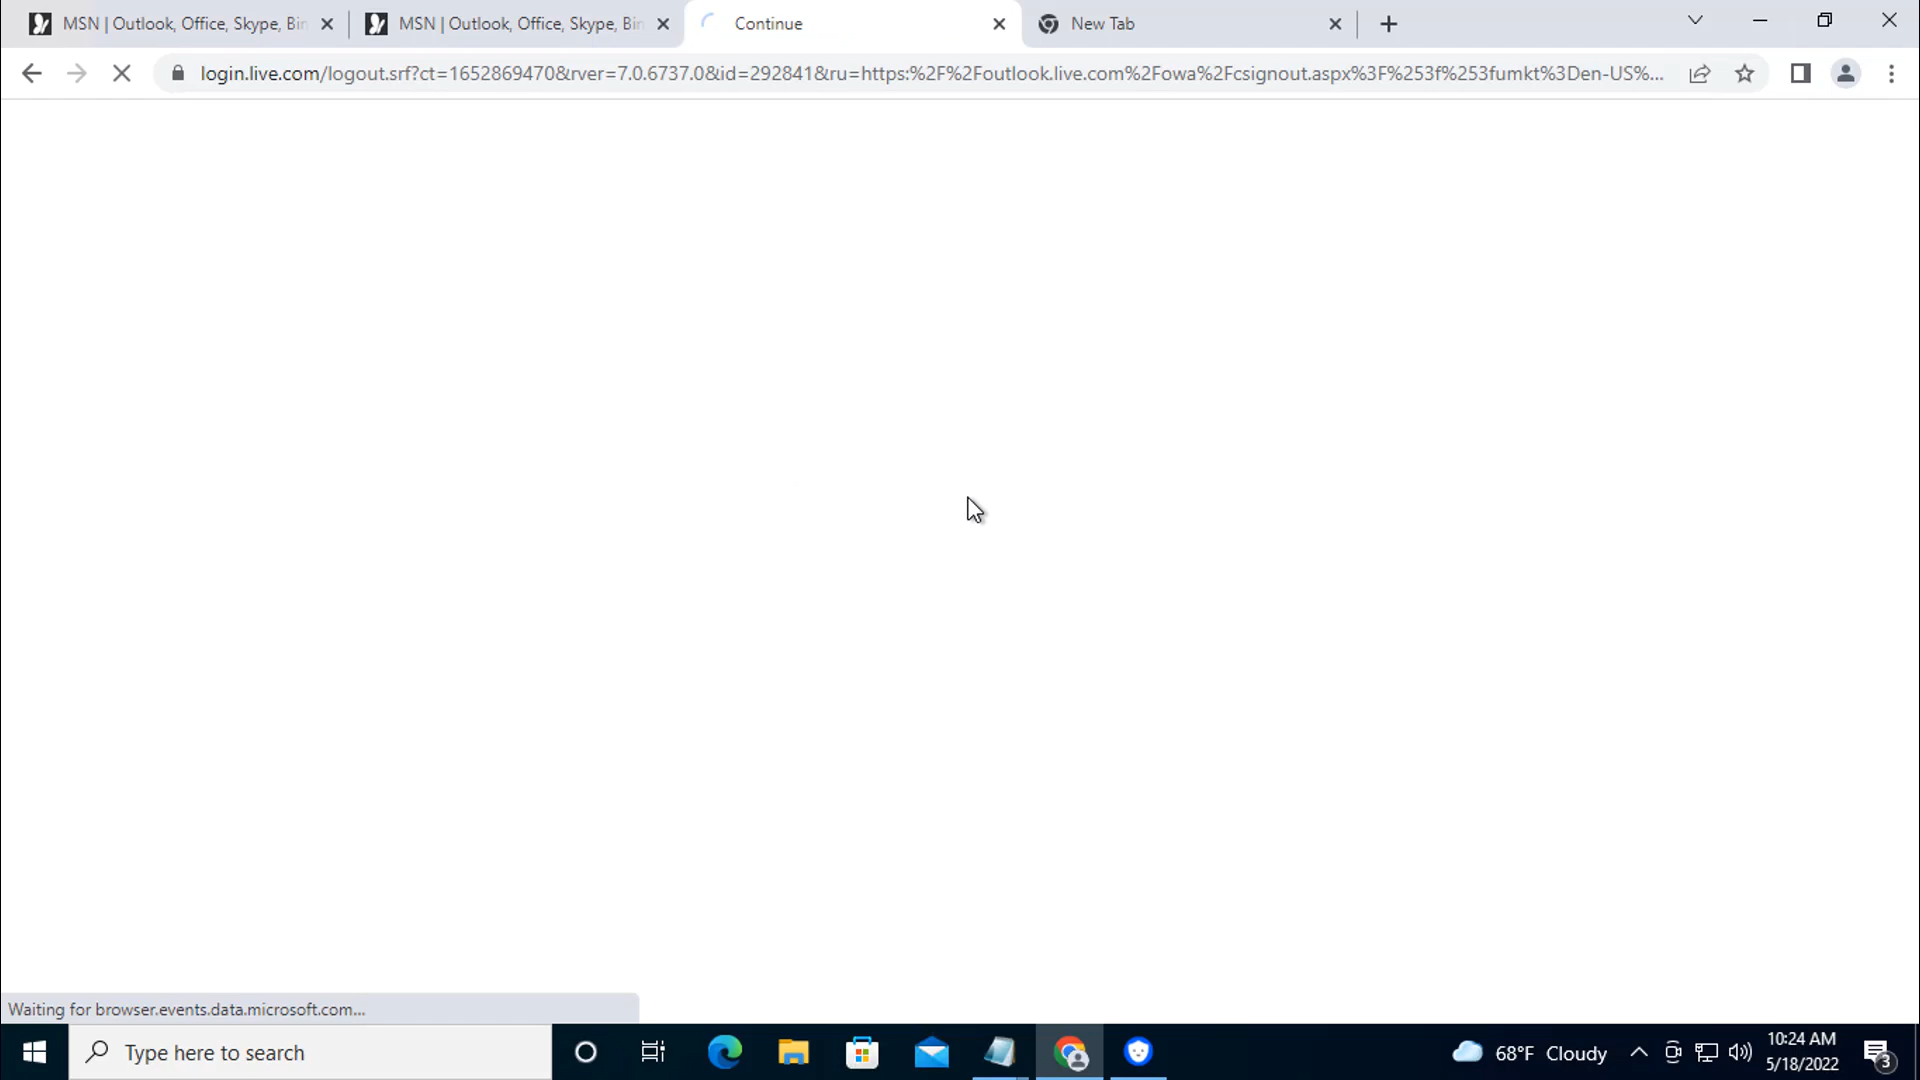 MSN | Outlook, Office, Skype, Bin
MSN | Outlook, Office, Skype, Bin
Continue
New Tab
login.live.com/logout.srf?ct=1652869470&rver=7.0.6737.0&id=292841&ru=https:%2F%2Foutlook.live.com%2Fowa%2Fcsignout.aspx%3F%253f%253fumkt%3Den-US%...
Waiting for browser.events.data.microsoft.com...
Type here to search
68°F Cloudy
10:24 AM
5/18/2022
3